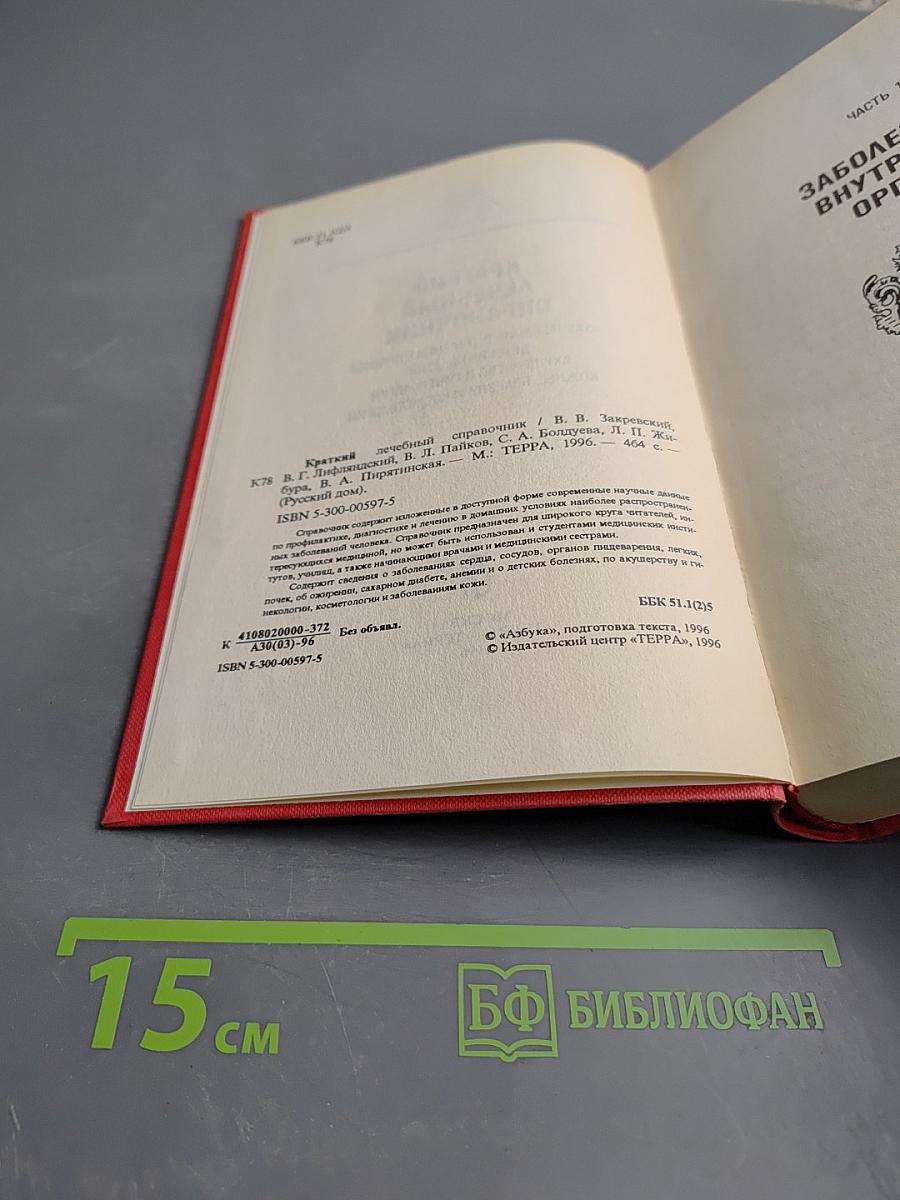 Краткий лечебный справочник / В. В. Закревский,
К78 В. Г. Лифляндский, В. Л. Пайков, С. А. Болдуева, Л. П. Жи-
бура, В. А. Пирятинская. — М.: ТЕРРА, 1996. — 464 с. —
(Русский дом).
ISBN 5-300-00597-5
Справочник содержит изложенные в доступной форме современные научные данные
по профилактике, диагностике и лечению в домашних условиях наиболее распространен-
ных заболеваний человека. Справочник предназначен для широкого круга читателей, ин-
тересующихся медициной, но может быть использован и студентами медицинских инсти-
тутов, училищ, а также начинающими врачами и медицинскими сестрами.
Содержит сведения о заболеваниях сердца, сосудов, органов пищеварения, легких,
почек, об ожирении, сахарном диабете, анемии и о детских болезнях, по акушерству и ги-
некологии, косметологии и заболеваниям кожи.
ББК 51.1(2)5
К 4108020000-372 Без объявл.
А30(03)-96
ISBN 5-300-00597-5
© «Азбука», подготовка текста, 1996
© Издательский центр «ТЕРРА», 1996
ЧАСТЬ 1
ЗАБОЛЕ
ВНУТР
ОРГ
15 см
БФ БИБЛИОФАН